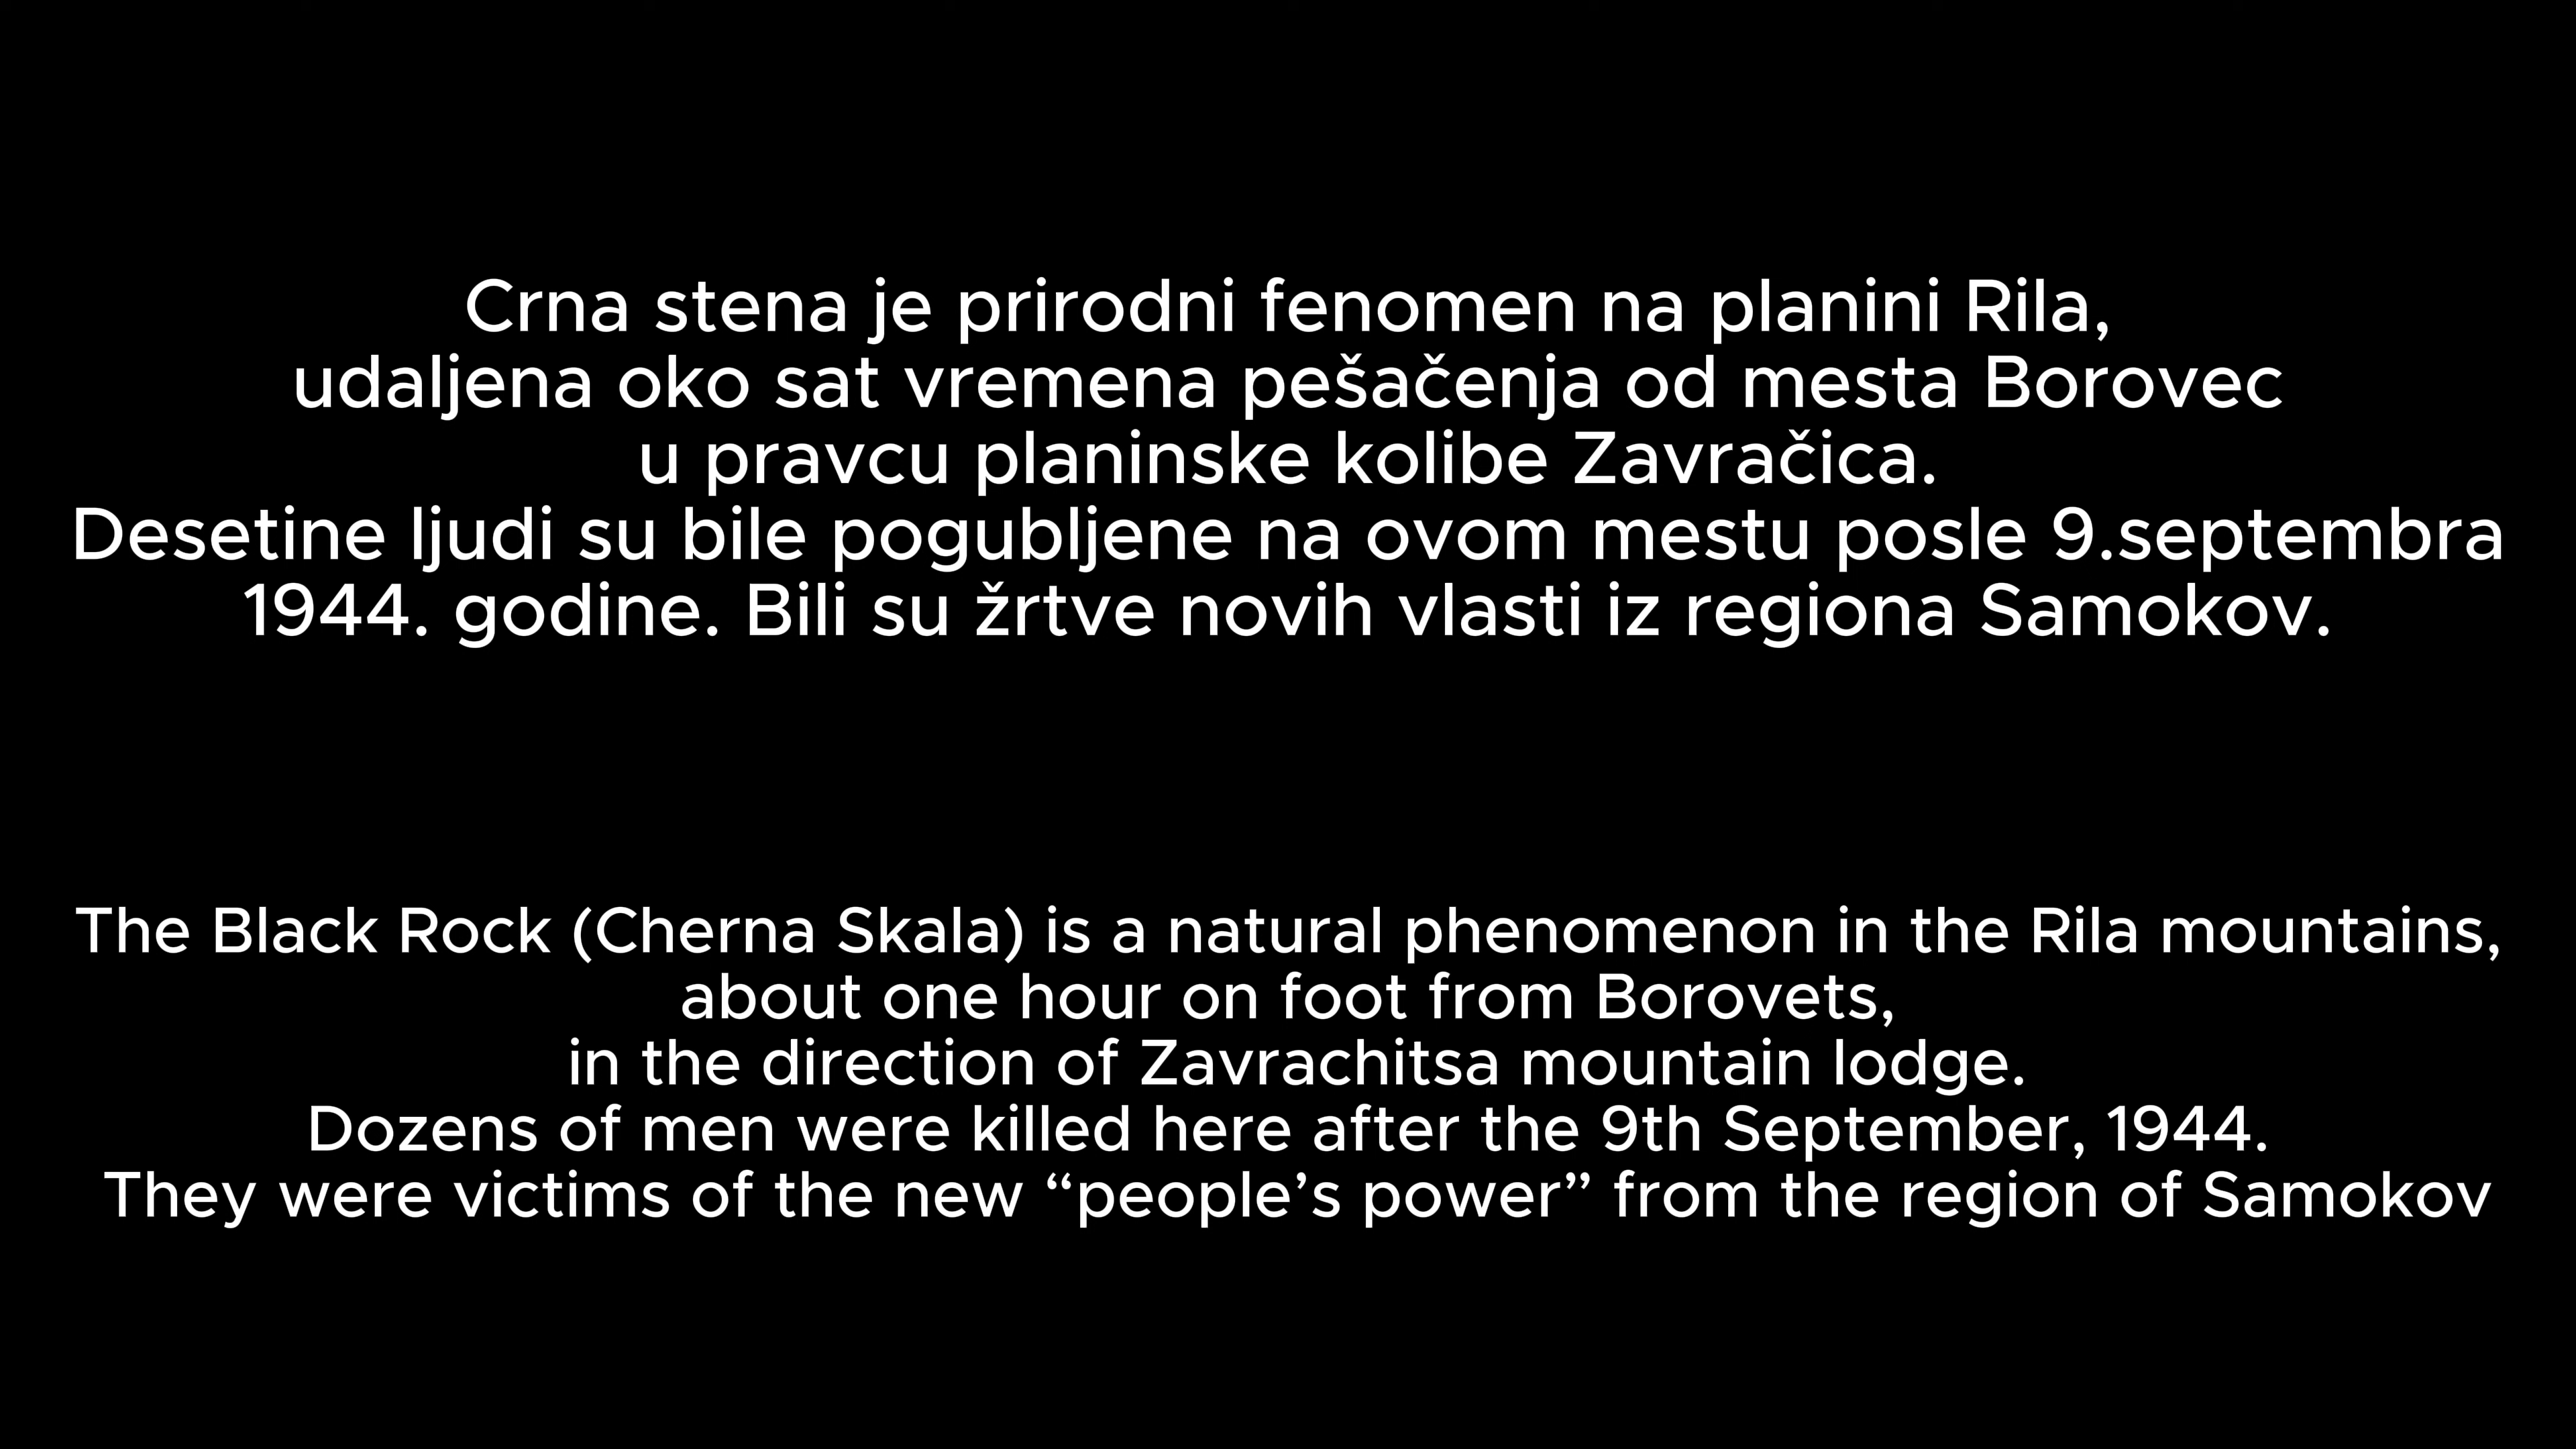 Crna stena je prirodni fenomen na planini Rila,
udaljena oko sat vremena pešačenja od mesta Borovec
u pravcu planinske kolibe Zavračica.
Desetine ljudi su bile pogubljene na ovom mestu posle 9.septembra
1944. godine. Bili su žrtve novih vlasti iz regiona Samokov.
The Black Rock (Cherna Skala) is a natural phenomenon in the Rila mountains,
about one hour on foot from Borovets,
in the direction of Zavrachitsa mountain lodge.
Dozens of men were killed here after the 9th September, 1944.
They were victims of the new “people’s power” from the region of Samokov